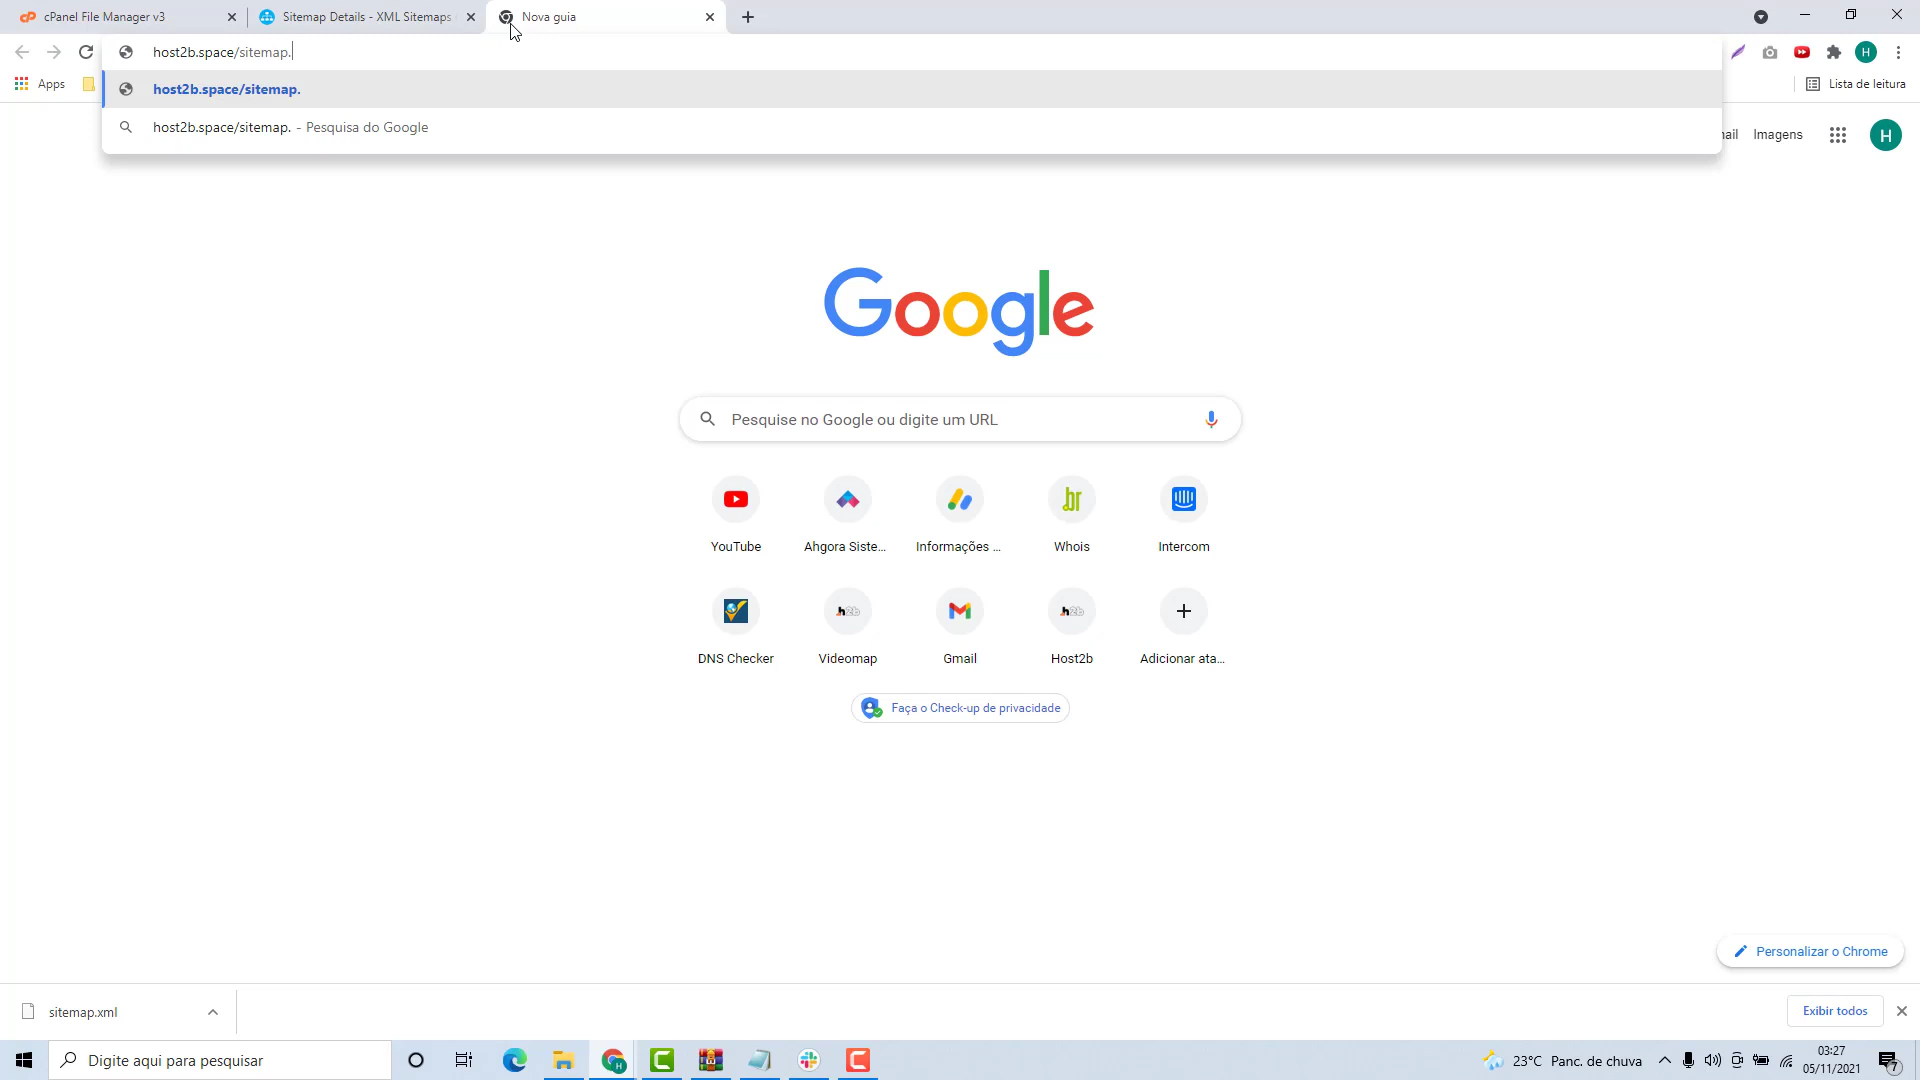 cPanel File Manager v3
Sitemap Details - XML Sitemaps
Nova guia
host2b.space/sitemap.
Apps
Lista de leitura
host2b.space/sitemap.
host2b.space/sitemap. - Pesquisa do Google
Imagens
H
H
Google
Pesquise no Google ou digite um URL
YouTube
Ahgora Siste...
Informações ...
Whois
Intercom
DNS Checker
Videomap
Gmail
Host2b
Adicionar ata...
Faça o Check-up de privacidade
Personalizar o Chrome
sitemap.xml
Exibir todos
Digite aqui para pesquisar
23°C Panc. de chuva
03:27
05/11/2021
7